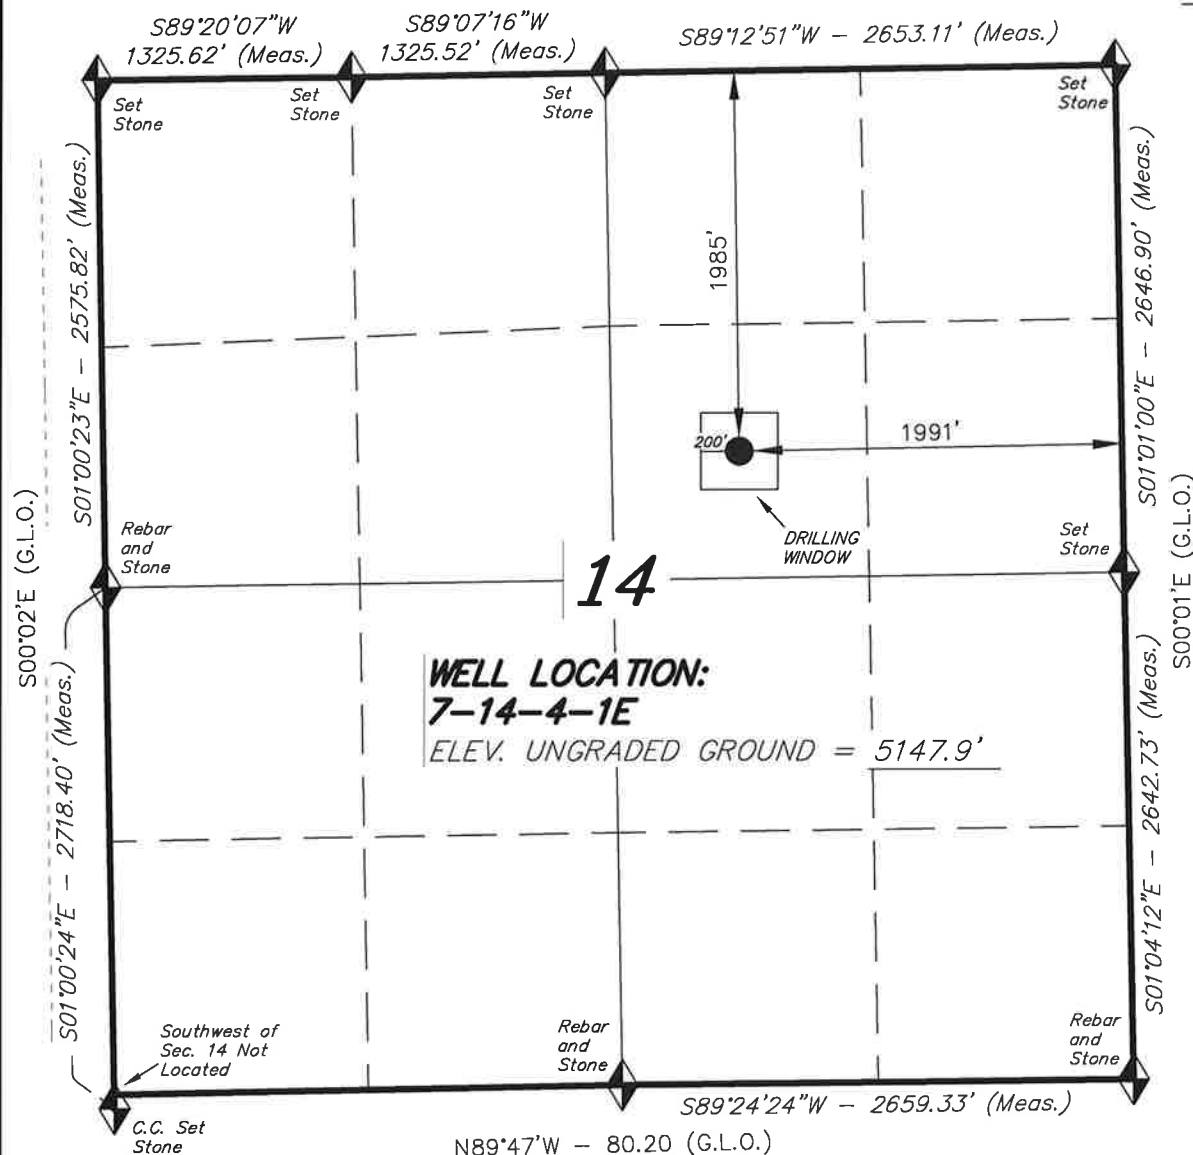 S89°20'07"W
1325.62' (Meas.)
S89°07'16"W
1325.52' (Meas.)
S89°12'51"W – 2653.11' (Meas.)
Set
Stone
Set
Stone
Set
Stone
Set
Stone
S01°00'23"E – 2575.82' (Meas.)
S00°02'E (G.L.O.)
1985'
S01°01'00"E – 2646.90' (Meas.)
S00°01'E (G.L.O.)
200'
1991'
DRILLING
WINDOW
Rebar
and
Stone
Set
Stone
14
WELL LOCATION:
7–14–4–1E
ELEV. UNGRADED GROUND = 5147.9'
S01°00'24"E – 2718.40' (Meas.)
S01°04'12"E – 2642.73' (Meas.)
Southwest of
Sec. 14 Not
Located
Rebar
and
Stone
Rebar
and
Stone
C.C. Set
Stone
S89°24'24"W – 2659.33' (Meas.)
N89°47'W – 80.20 (G.L.O.)